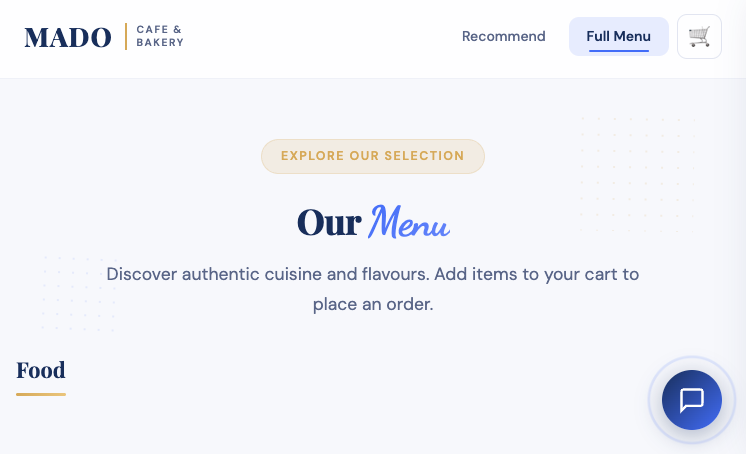 MADO
CAFE &
BAKERY
Recommend
Full Menu
EXPLORE OUR SELECTION
Our Menu
Discover authentic cuisine and flavours. Add items to your cart to
place an order.
Food